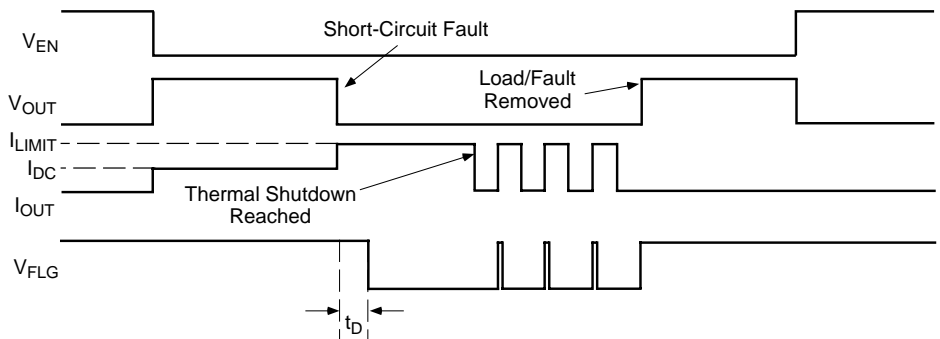 V_EN
Short-Circuit Fault
V_OUT
Load/Fault
Removed
I_LIMIT
I_DC
I_OUT
Thermal Shutdown
Reached
V_FLG
t_D